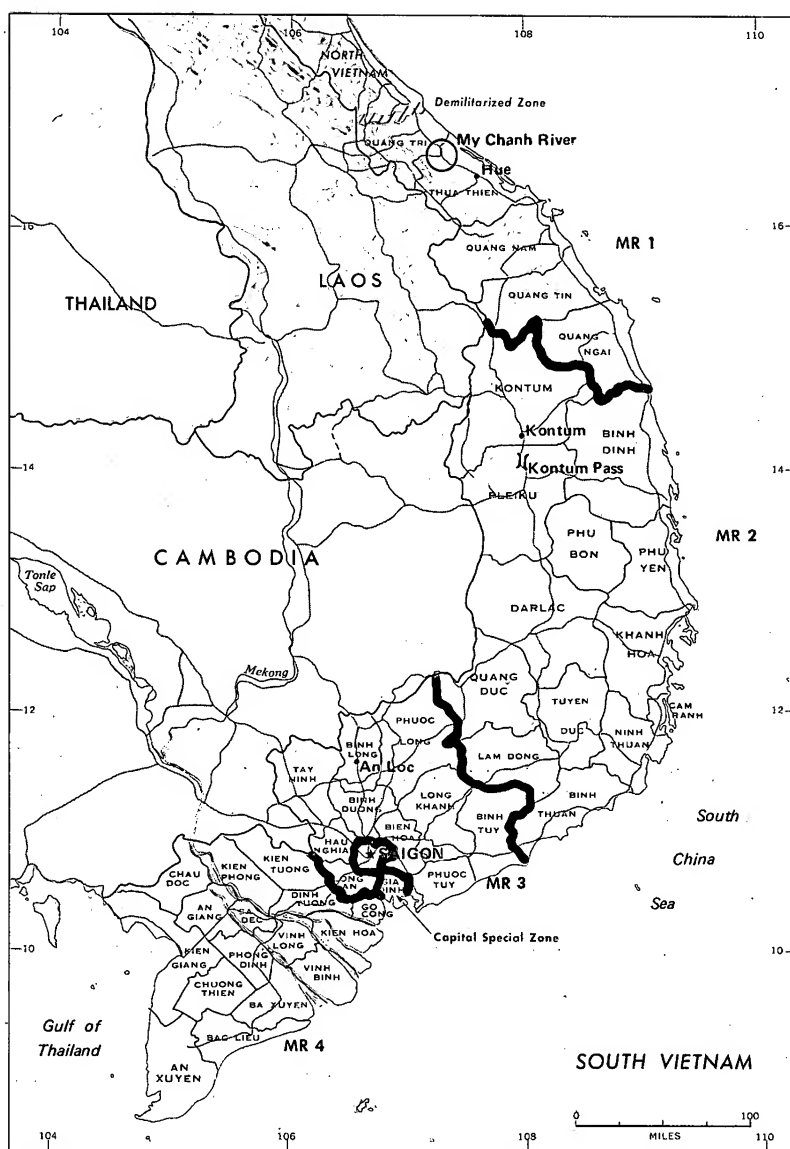 104
106
108
110
NORTH
VIETNAM
Demilitarized Zone
QUANG TRI
My Chanh River
Hue
THUA THIEN
16
16
MR 1
QUANG NAM
LAOS
THAILAND
QUANG TIN
QUANG
NGAI
KONTUM
Kontum
BINH
DINH
14
Kontum Pass
14
PLEIKU
MR 2
PHU
BON
PHU
YEN
CAMBODIA
Tonle
Sap
DARLAC
KHANH
HOA
Mekong
QUANG
DUC
12
12
TUYEN
DUC
CAM
RANH
PHUOC
LONG
NINH
THUAN
BINH
LONG
An Loc
LAM DONG
TAY
NINH
LONG
KHANH
BINH
THUAN
BINH
DUONG
BINH
TUY
South
China
Sea
BIEN
HOA
HAU
NGHIA
SAIGON
PHUOC
TUY
MR 3
KIEN
PHONG
KIEN
TUONG
LONG
AN
GIA
DINH
CHAU
DOC
DINH
TUONG
GO
CONG
AN
GIANG
SA
DEC
Capital Special Zone
KIEN HOA
VINH
LONG
10
10
KIEN
GIANG
PHONG
DINH
VINH
BINH
CHUONG
THIEN
BA XUYEN
Gulf of
Thailand
BAC LIEU
MR 4
AN
XUYEN
SOUTH VIETNAM
0
100
MILES
104
106
108
110